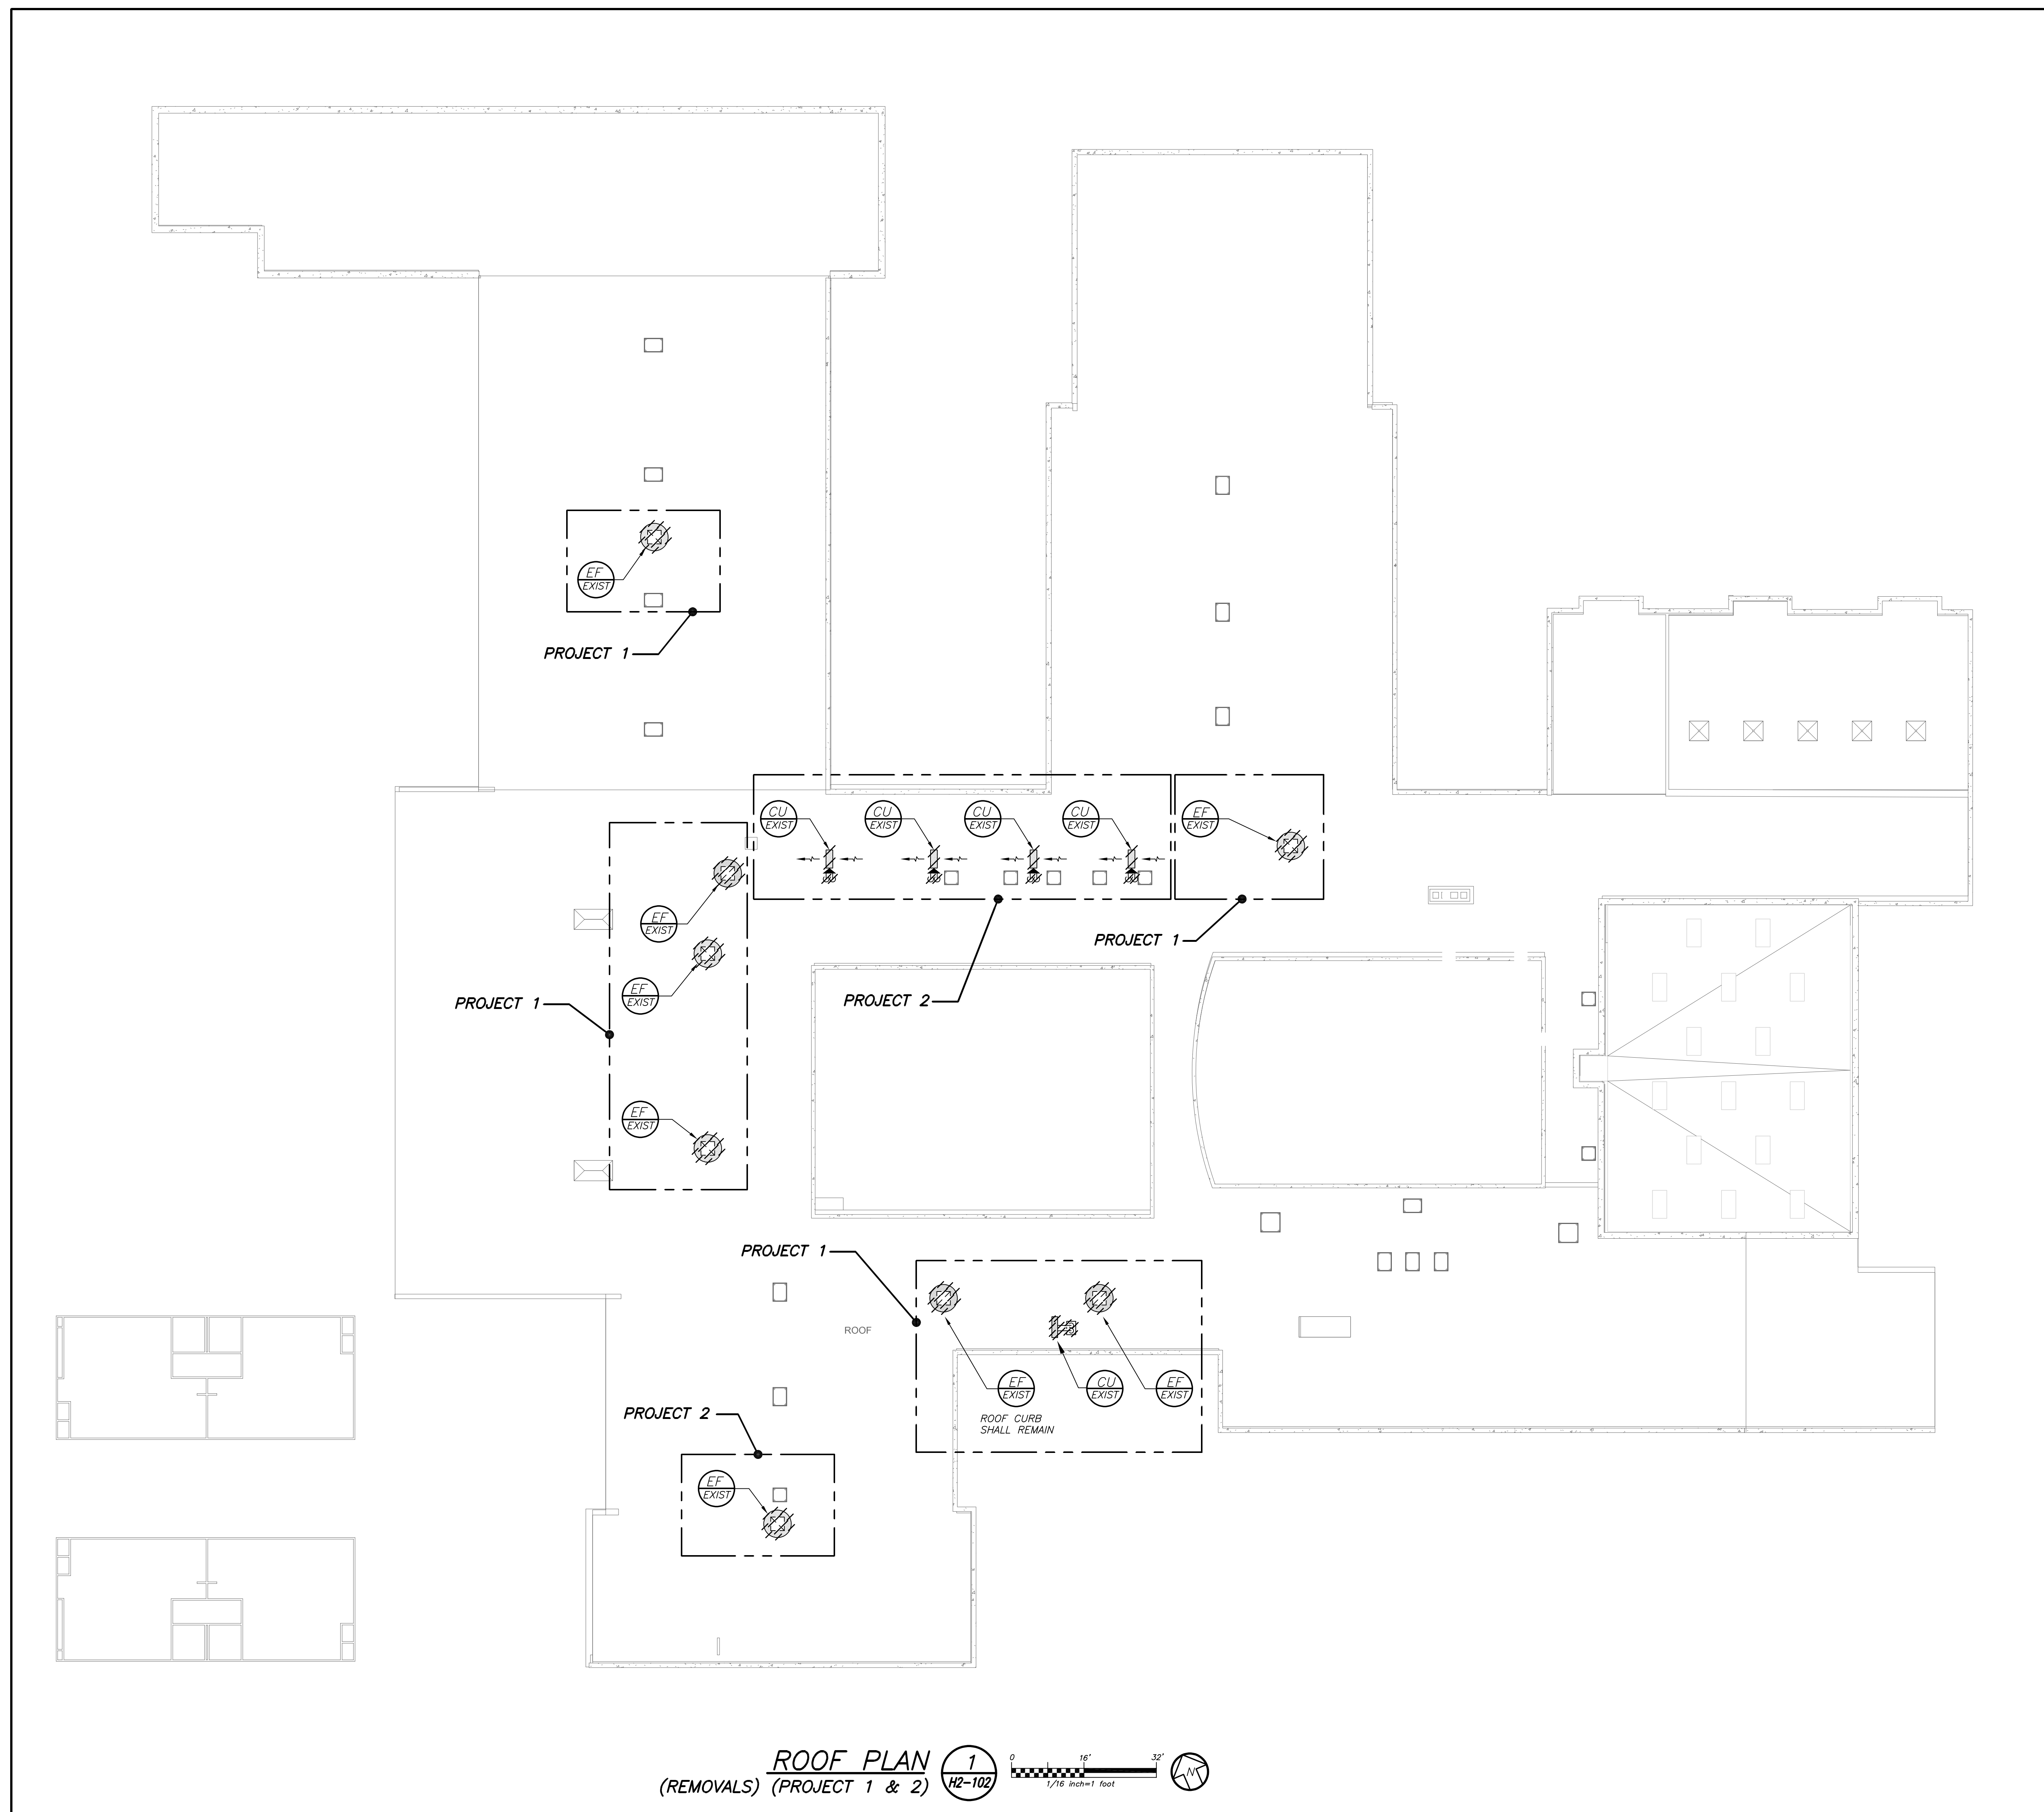 EF
EXIST
PROJECT 1
CU
EXIST
CU
EXIST
CU
EXIST
CU
EXIST
EF
EXIST
EF
EXIST
PROJECT 1
EF
EXIST
PROJECT 1
PROJECT 2
EF
EXIST
PROJECT 1
ROOF
EF
EXIST
CU
EXIST
EF
EXIST
ROOF CURB
SHALL REMAIN
PROJECT 2
EF
EXIST
ROOF PLAN
(REMOVALS) (PROJECT 1 & 2)
1
H2-102
0 16' 32'
1/16 inch=1 foot
N